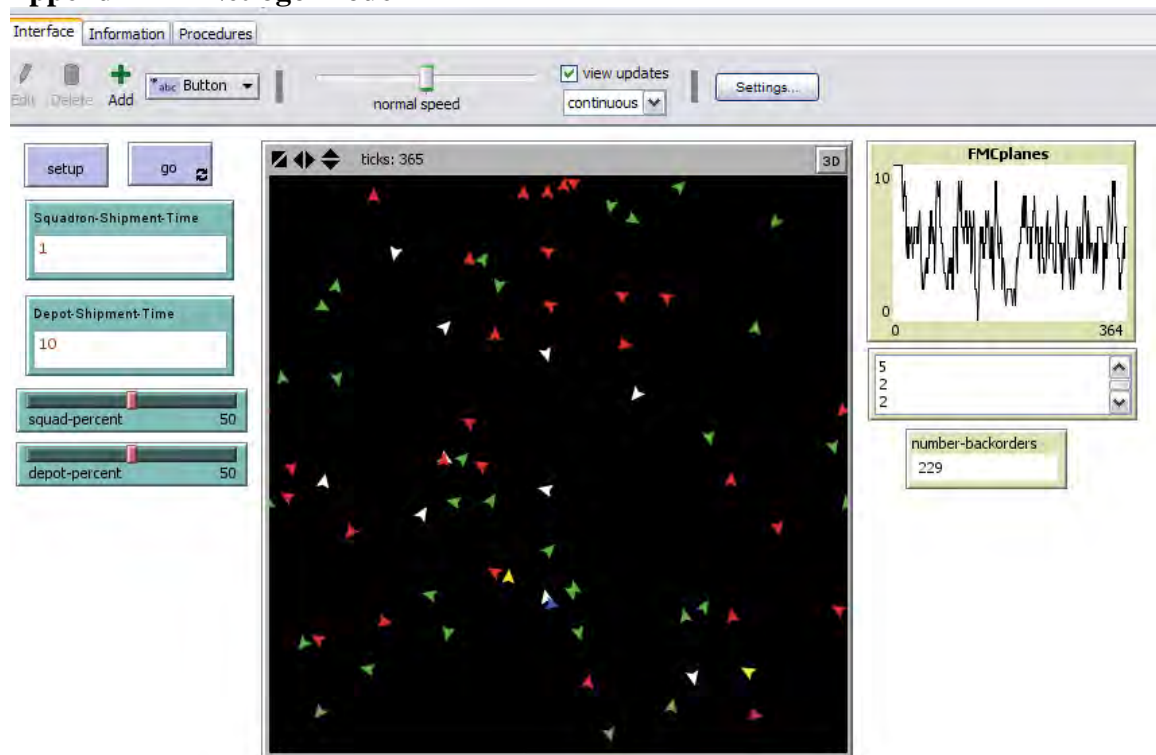 Interface Information Procedures
Edit Delete Add abc Button
normal speed
view updates
continuous
Settings...
setup
go
Squadron-Shipment-Time
1
Depot-Shipment-Time
10
squad-percent 50
depot-percent 50
ticks: 365
3D
FMCplanes
10
0
0 364
5
2
2
number-backorders
229